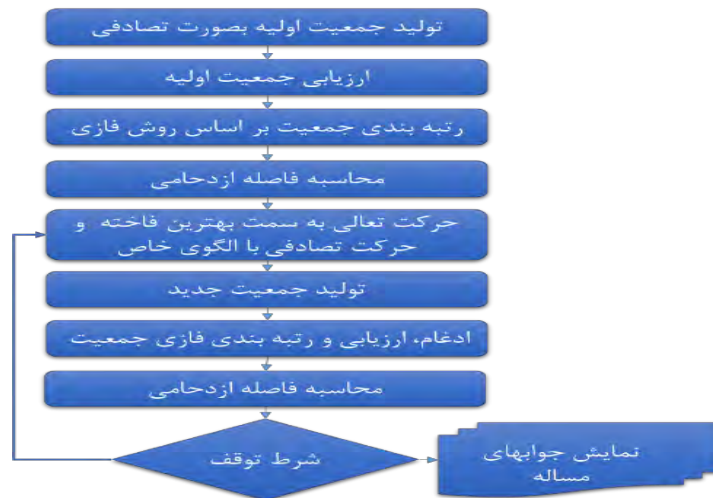 تولید جمعیت اولیه بصورت تصادفی
ارزیابی جمعیت اولیه
رتبه بندی جمعیت بر اساس روش فازی
محاسبه فاصله ازدحامی
حرکت تعالی به سمت بهترین فاخته و
حرکت تصادفی با الگوی خاص
تولید جمعیت جدید
ادغام، ارزیابی و رتبه بندی فازی جمعیت
محاسبه فاصله ازدحامی
شرط توقف
نمایش جوابهای
مساله